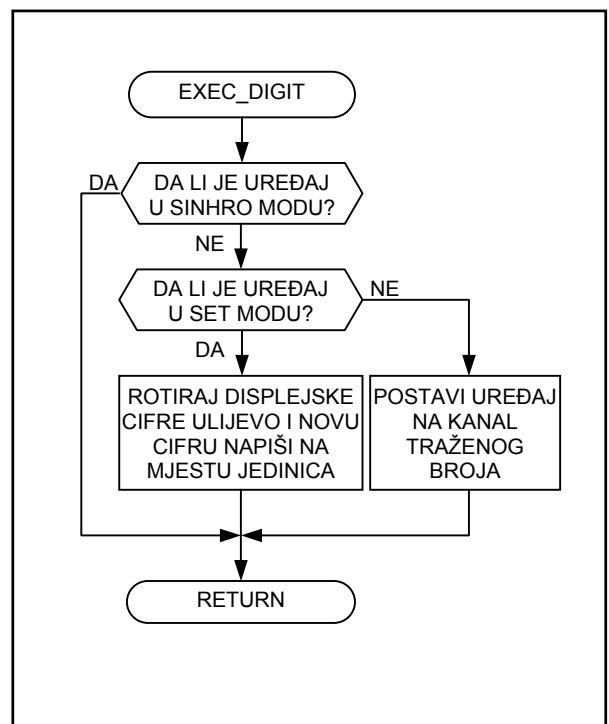 EXEC_DIGIT
DA
DA LI JE UREĐAJ
U SINHRO MODU?
NE
DA LI JE UREĐAJ
U SET MODU?
NE
DA
ROTIRAJ DISPLEJSKE
CIFRE ULIJEVO I NOVU
CIFRU NAPIŠI NA
MJESTU JEDINICA
POSTAVI UREĐAJ
NA KANAL
TRAŽENOG
BROJA
RETURN